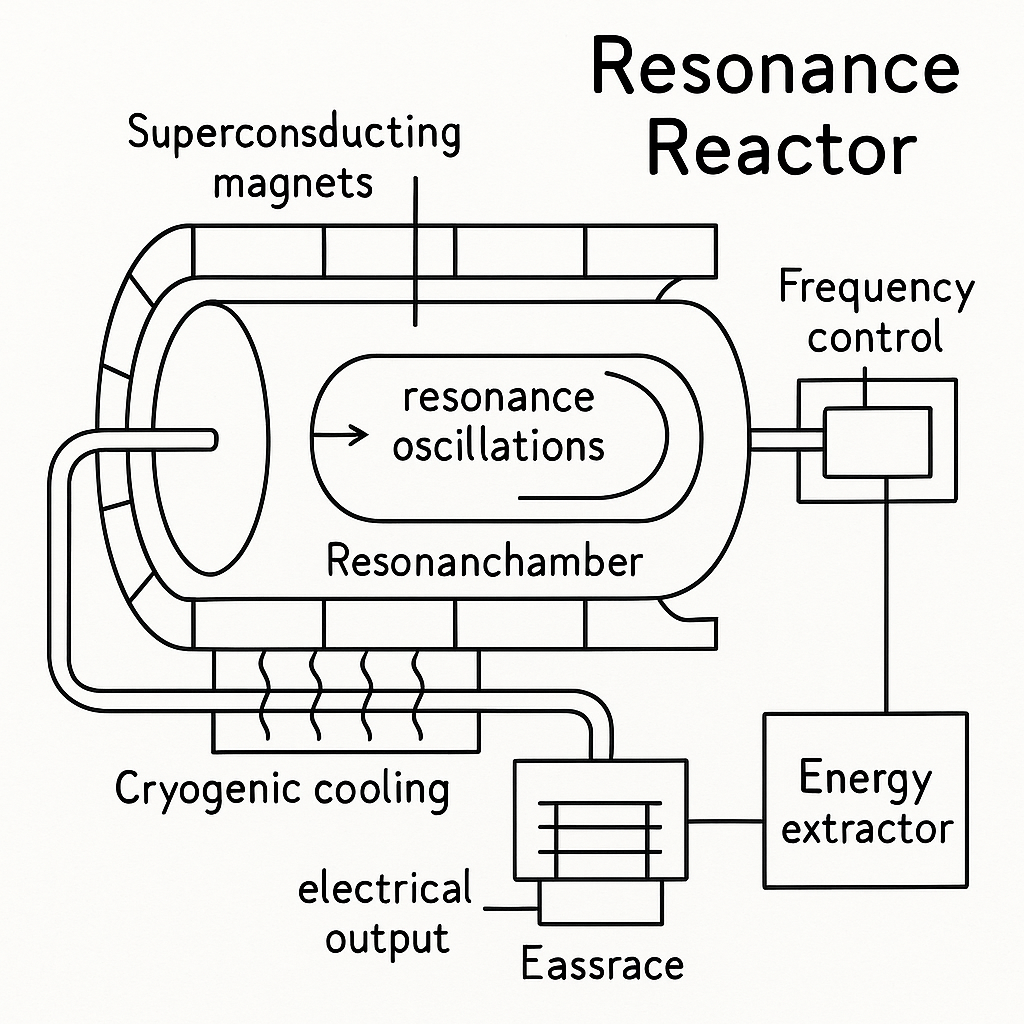 Resonance
Reactor
Superconsducting
magnets
Frequency
control
resonance
oscillations
Resonanchamber
Cryogenic cooling
Energy
extractor
electrical
output
Eassrace